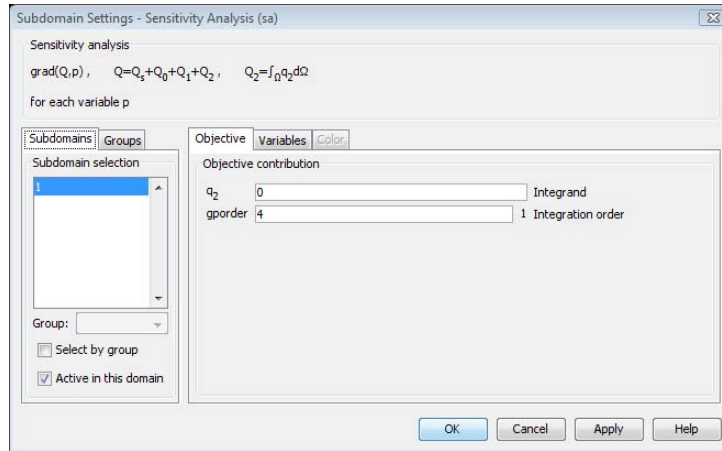 Subdomain Settings - Sensitivity Analysis (sa)
Sensitivity analysis
grad(Q,p) , Q=Qs+Q0+Q1+Q2 , Q2=∫Ωq2dΩ
for each variable p
Subdomains Groups
Subdomain selection
1
Group:
Select by group
Active in this domain
Objective Variables Color
Objective contribution
q2 0 Integrand
gporder 4 1 Integration order
OK Cancel Apply Help